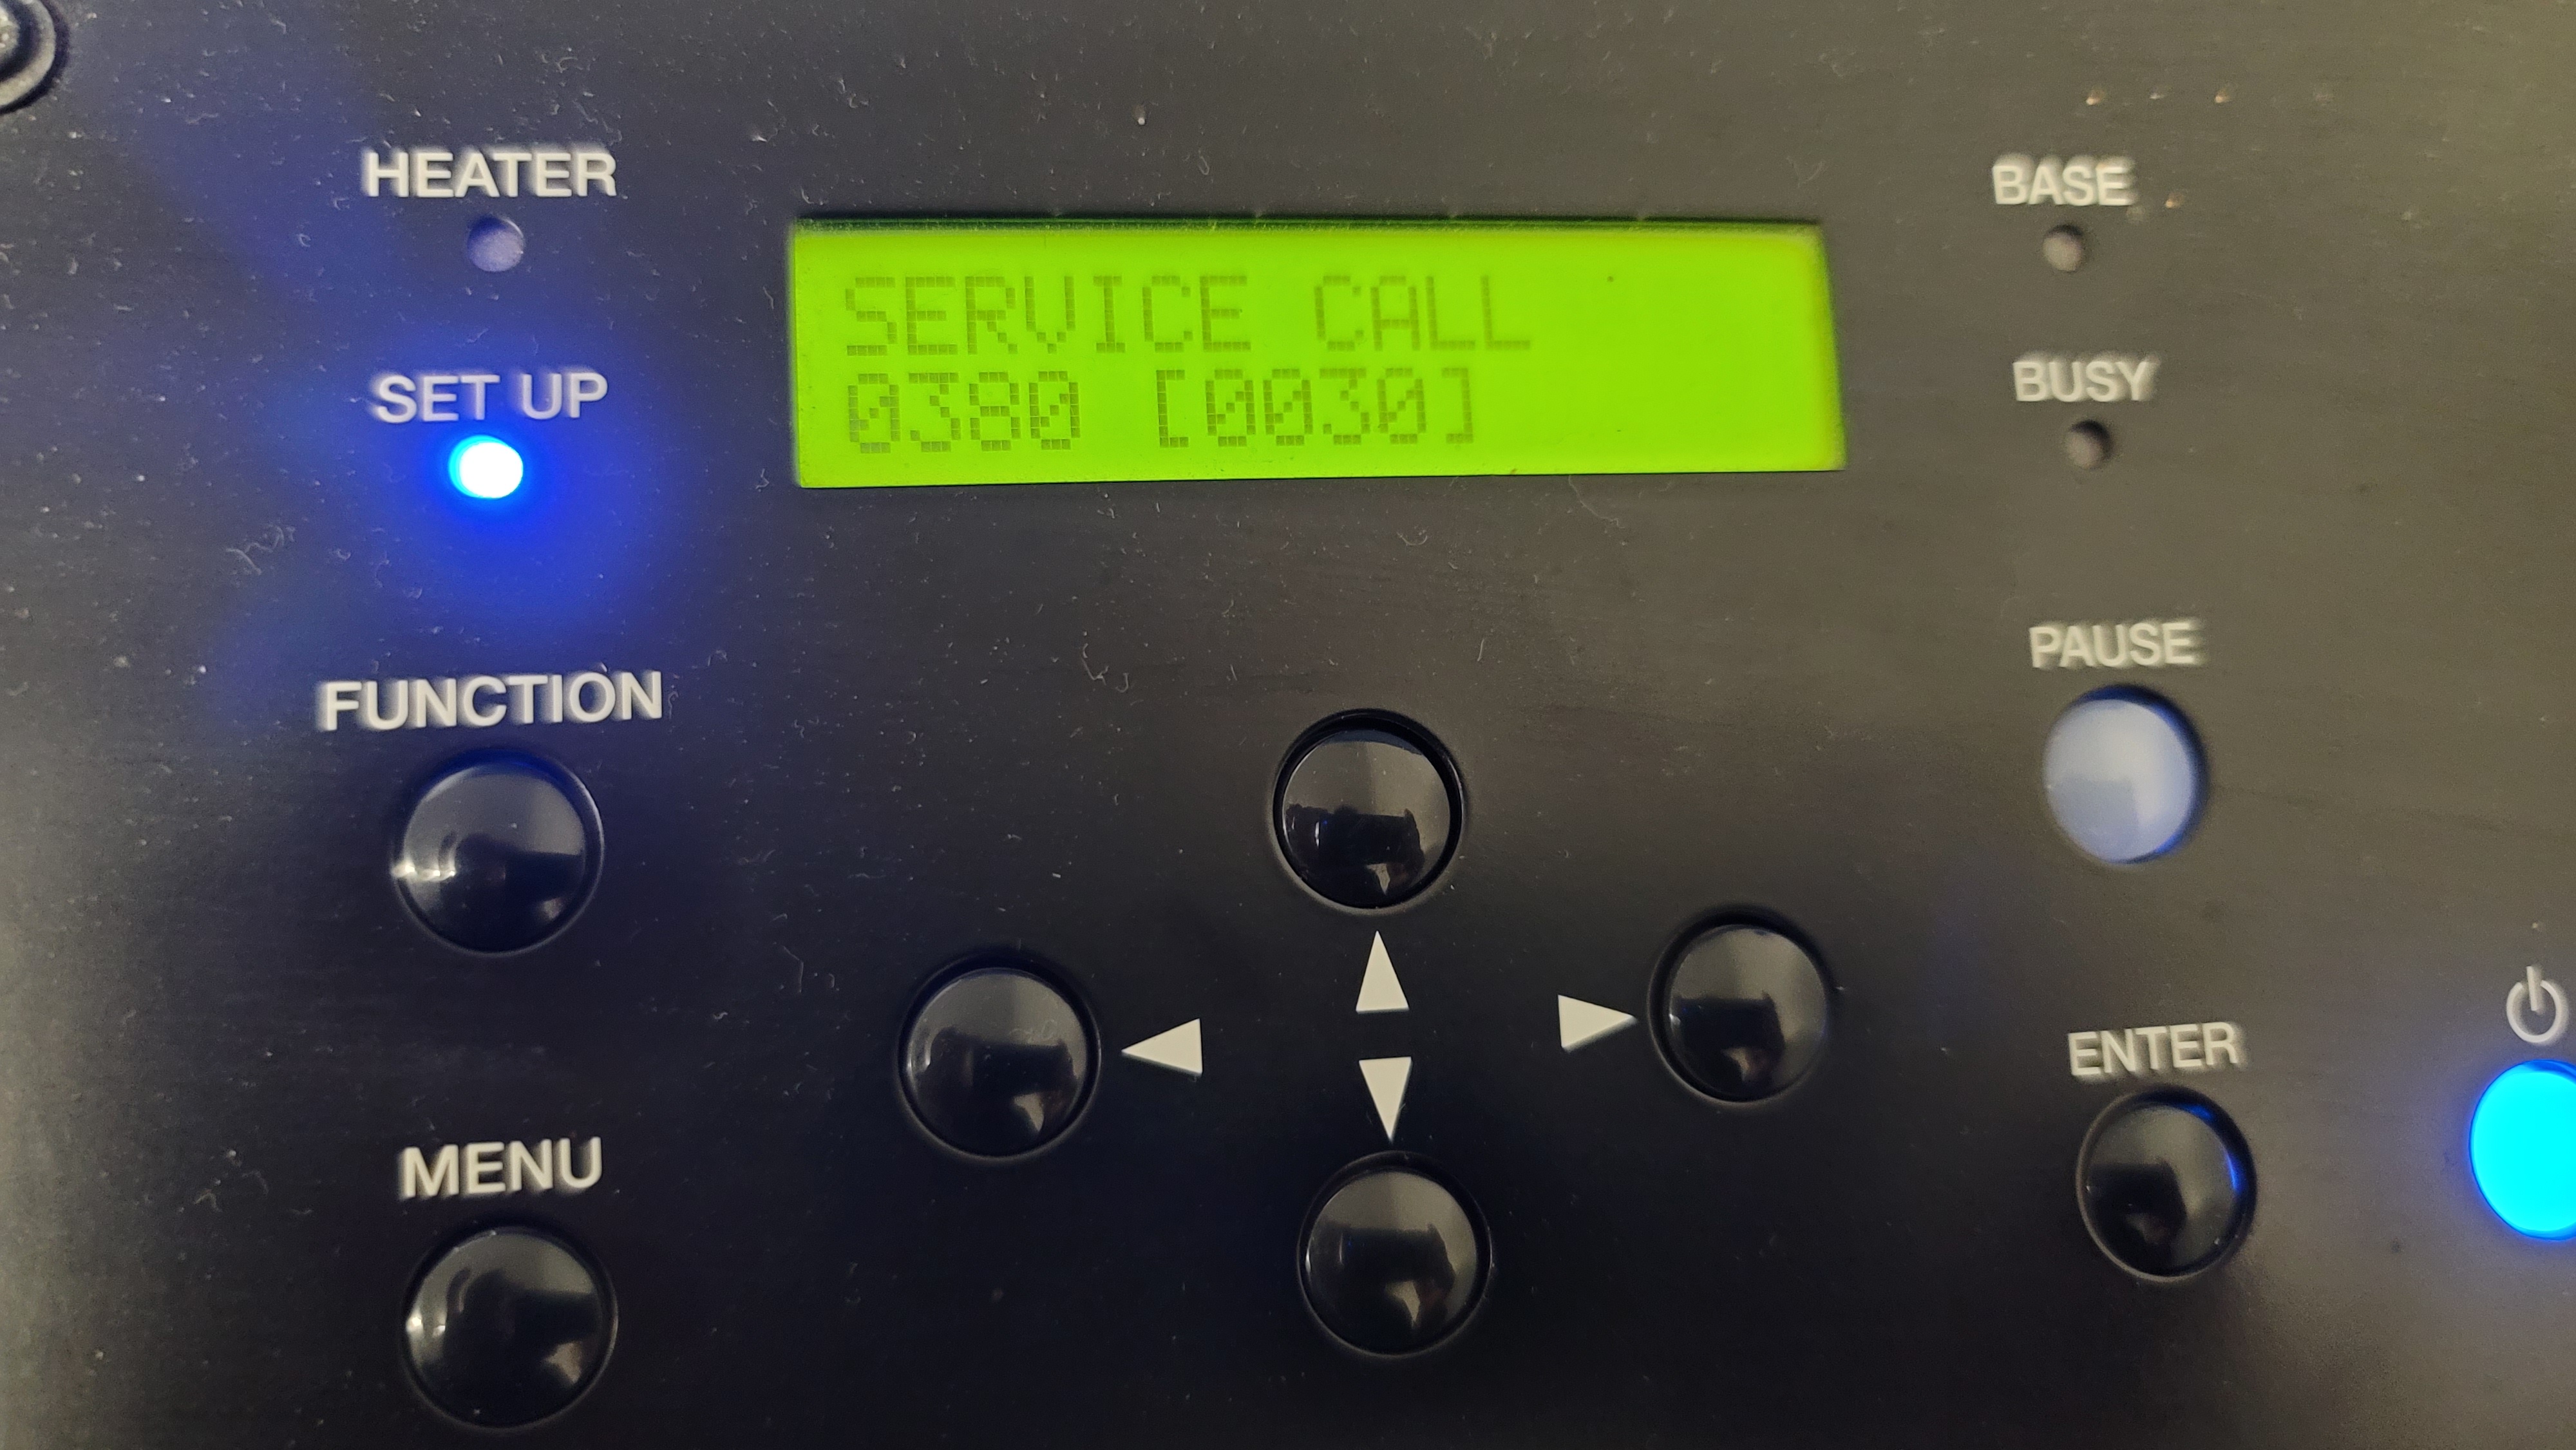 HEATER
SERVICE CALL
0380 [0030]
BASE
SET UP
BUSY
FUNCTION
PAUSE
ENTER
MENU